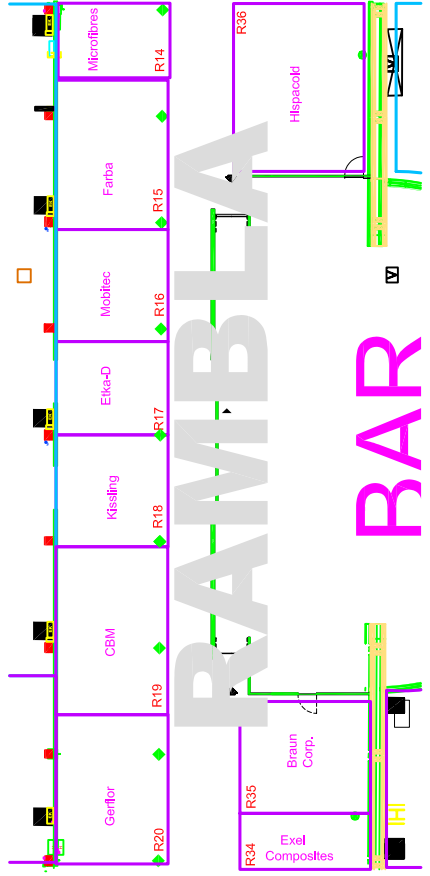 Microfibres
R14
Farba
R15
Mobitec
R16
Etka-D
R17
Kissling
R18
CBM
R19
Gerflor
R20
RAMBLA
R36
Hispacold
BAR
R35
Braun
Corp.
R34
Exel
Composites